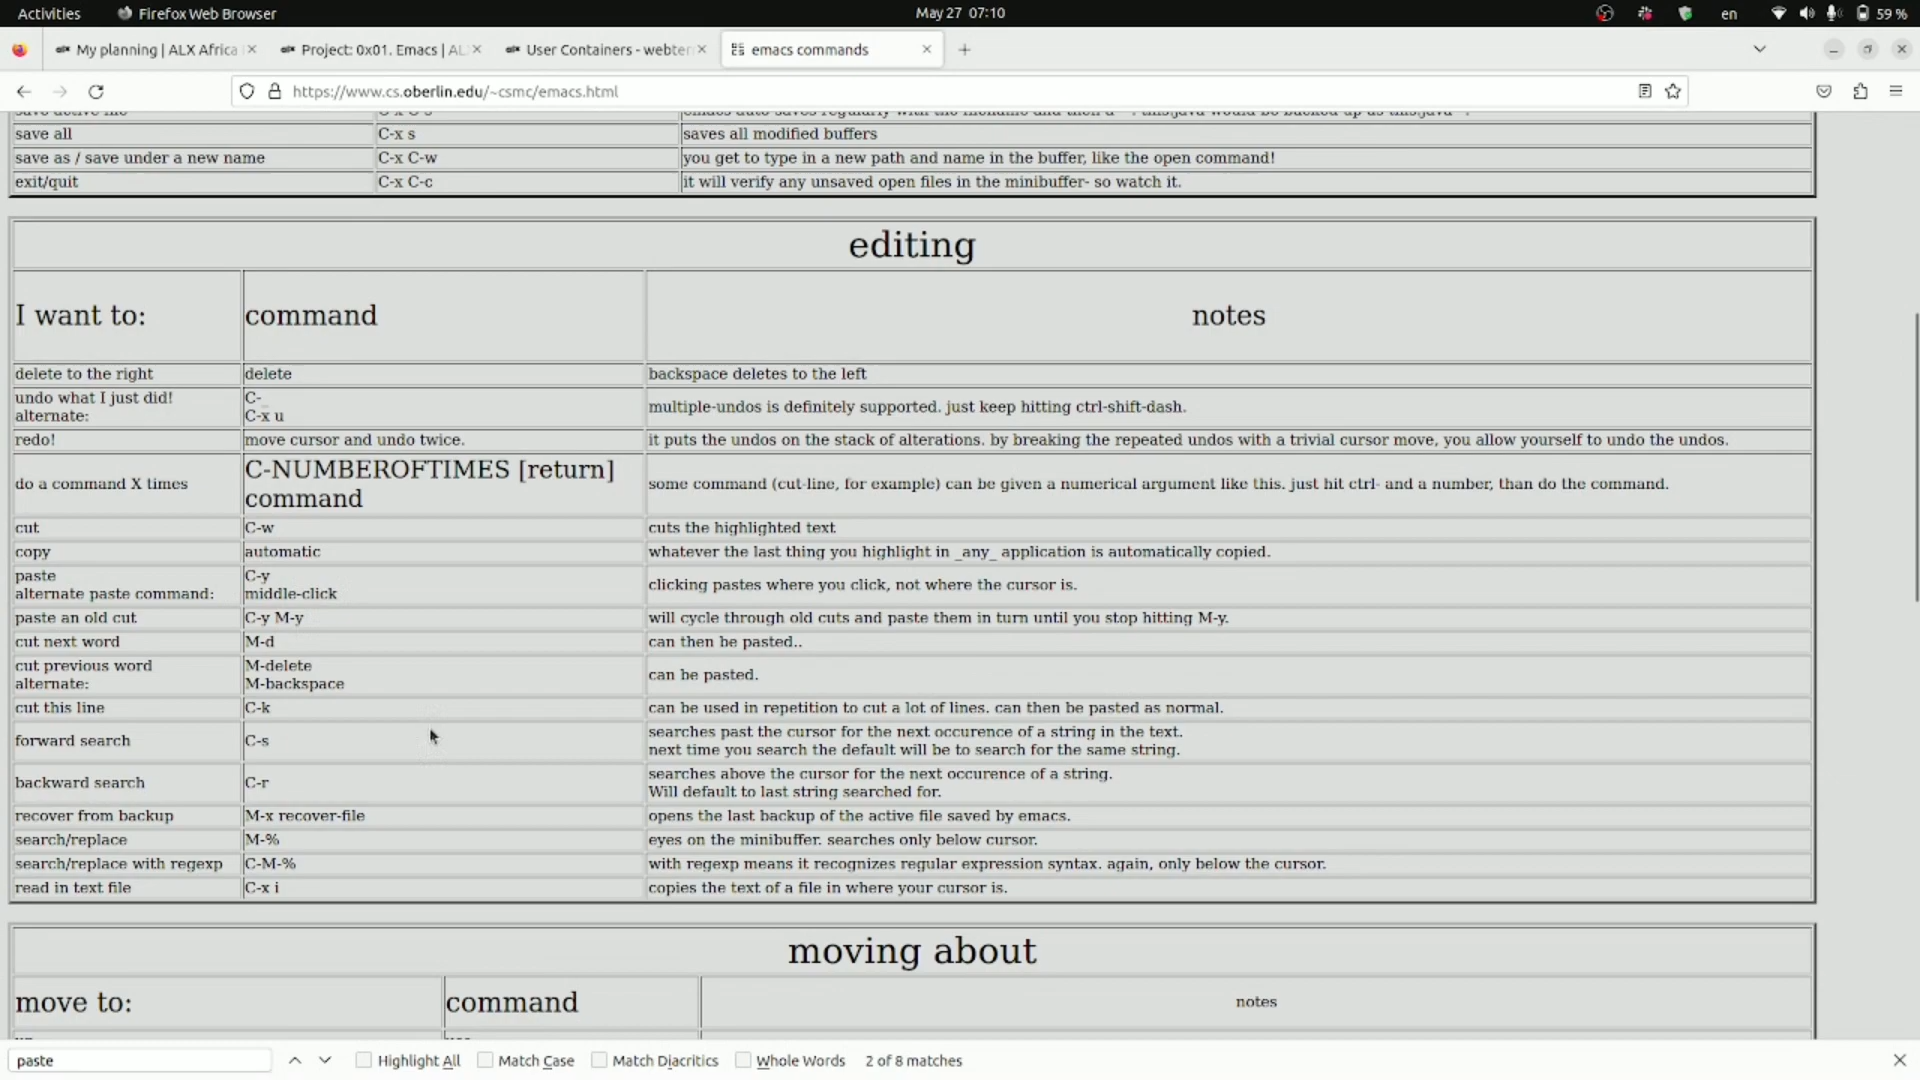 Activities
Firefox Web Browser
May 27 07:10
en
59 %
My planning | ALX Africa
Project: 0x01. Emacs | AL
User Containers - webter
emacs commands
https://www.cs.oberlin.edu/~csmc/emacs.html
save all C-x s saves all modified buffers
save as / save under a new name C-x C-w you get to type in a new path and name in the buffer, like the open command!
exit/quit C-x C-c it will verify any unsaved open files in the minibuffer- so watch it.
editing
I want to: command notes
delete to the right delete backspace deletes to the left
undo what I just did! C-_
alternate: C-x u
multiple-undos is definitely supported. just keep hitting ctrl-shift-dash.
redo! move cursor and undo twice. it puts the undos on the stack of alterations. by breaking the repeated undos with a trivial cursor move, you allow yourself to undo the undos.
do a command X times
C-NUMBEROFTIMES [return]
command
some command (cut-line, for example) can be given a numerical argument like this. just hit ctrl- and a number, than do the command.
cut C-w cuts the highlighted text
copy automatic whatever the last thing you highlight in _any_ application is automatically copied.
paste C-y
alternate paste command: middle-click
clicking pastes where you click, not where the cursor is.
paste an old cut C-y M-y will cycle through old cuts and paste them in turn until you stop hitting M-y.
cut next word M-d can then be pasted..
cut previous word M-delete
alternate: M-backspace
can be pasted.
cut this line C-k can be used in repetition to cut a lot of lines. can then be pasted as normal.
forward search C-s
searches past the cursor for the next occurence of a string in the text.
next time you search the default will be to search for the same string.
backward search C-r
searches above the cursor for the next occurence of a string.
Will default to last string searched for.
recover from backup M-x recover-file opens the last backup of the active file saved by emacs.
search/replace M-% eyes on the minibuffer. searches only below cursor.
search/replace with regexp C-M-% with regexp means it recognizes regular expression syntax. again, only below the cursor.
read in text file C-x i copies the text of a file in where your cursor is.
moving about
move to: command notes
paste
Highlight All
Match Case
Match Diacritics
Whole Words
2 of 8 matches